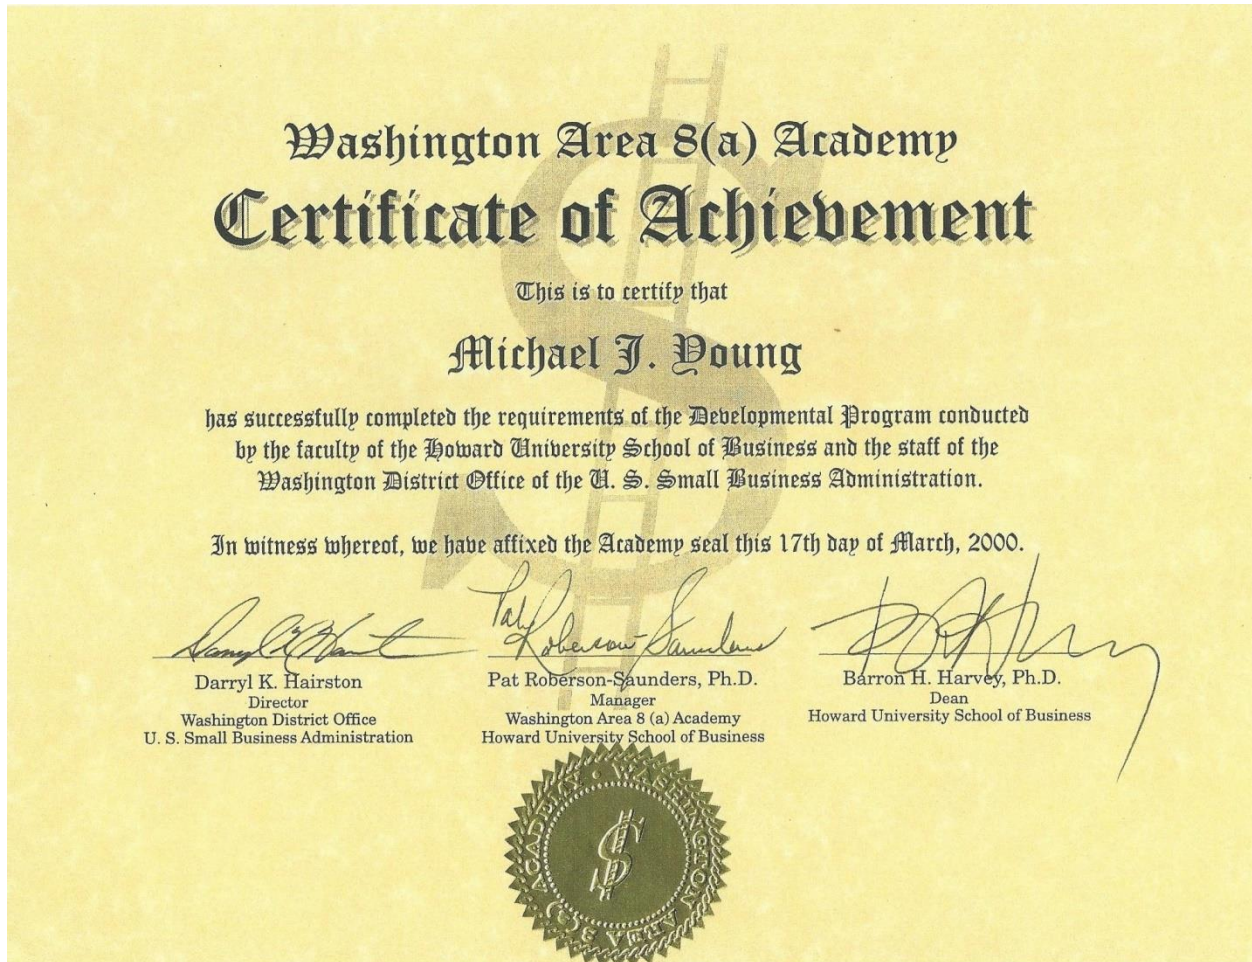 Washington Area 8(a) Academy
Certificate of Achievement
This is to certify that
Michael J. Young
has successfully completed the requirements of the Developmental Program conducted
by the faculty of the Howard University School of Business and the staff of the
Washington District Office of the U. S. Small Business Administration.
In witness whereof, we have affixed the Academy seal this 17th day of March, 2000.
Pat Roberson-Saunders
Darryl K. Hairston
Director
Washington District Office
U. S. Small Business Administration
Pat Roberson-Saunders, Ph.D.
Manager
Washington Area 8 (a) Academy
Howard University School of Business
Barron H. Harvey, Ph.D.
Dean
Howard University School of Business
WASHINGTON AREA 8(a) ACADEMY
$